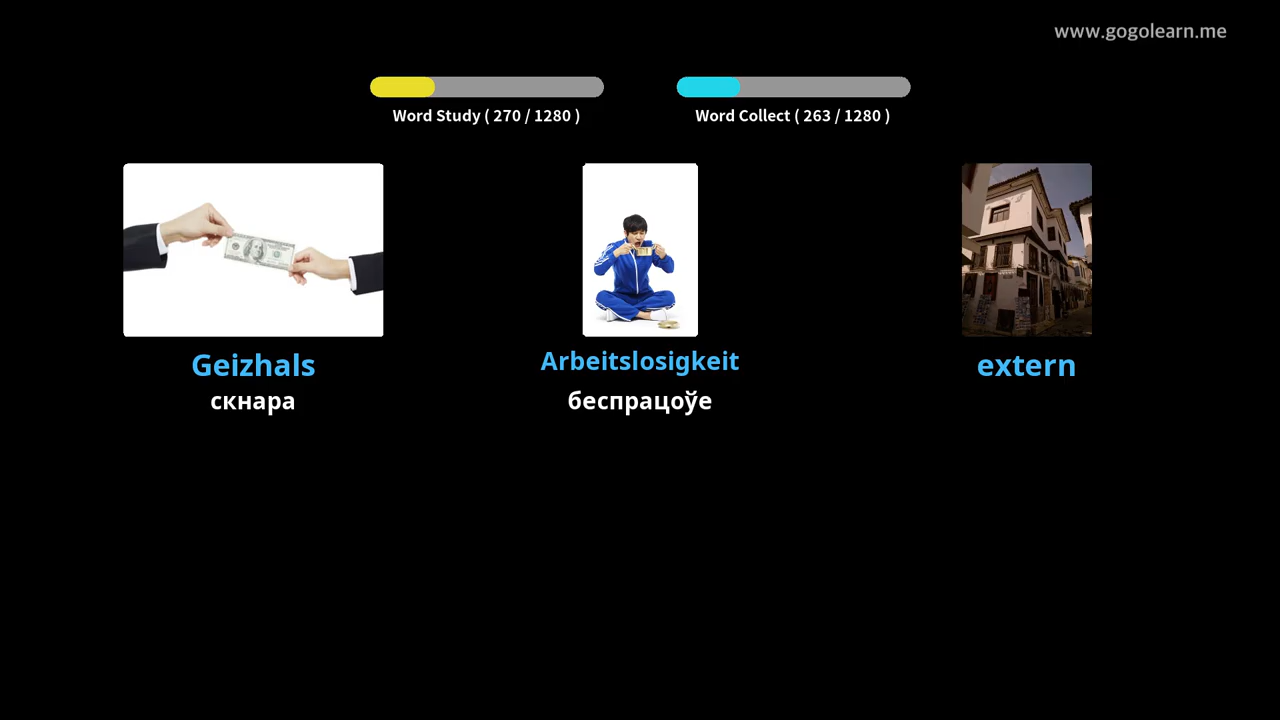 www.gogolearn.me
Word Study ( 270 / 1280 )
Word Collect ( 263 / 1280 )
Geizhals
скнара
Arbeitslosigkeit
беспрацоўе
extern